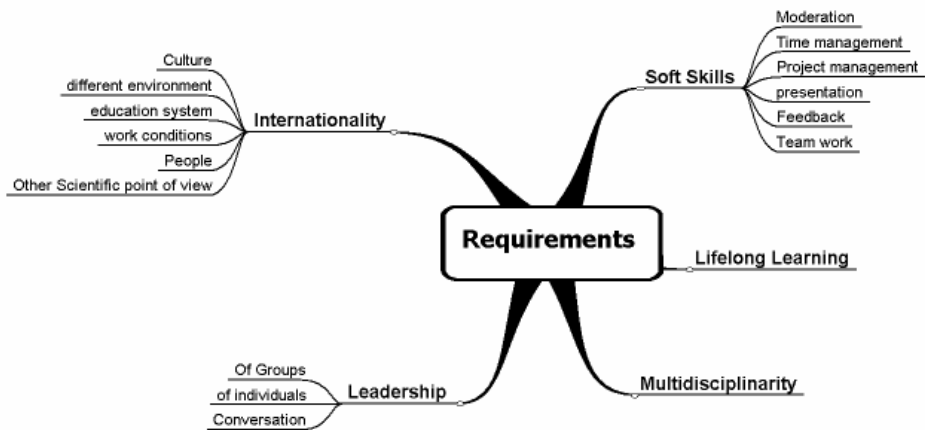 Requirements
Soft Skills
Moderation
Time management
Project management
presentation
Feedback
Team work
Lifelong Learning
Multidisciplinarity
Internationality
Culture
different environment
education system
work conditions
People
Other Scientific point of view
Leadership
Of Groups
of individuals
Conversation